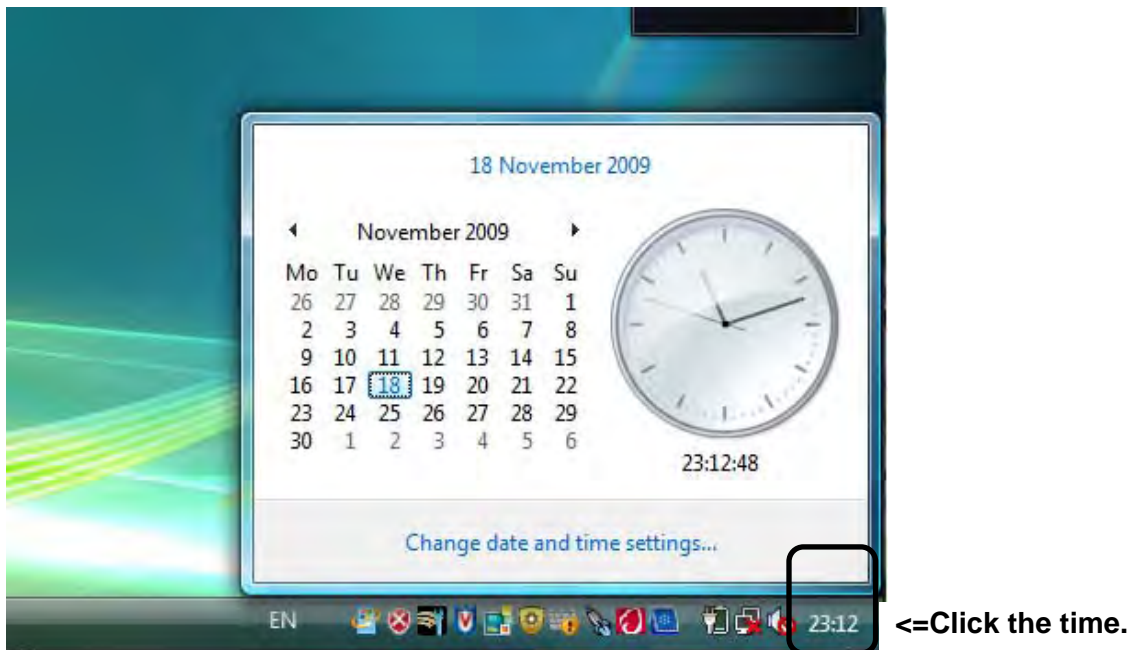 18 November 2009
November 2009
Mo Tu We Th Fr Sa Su
26 27 28 29 30 31 1
2 3 4 5 6 7 8
9 10 11 12 13 14 15
16 17 18 19 20 21 22
23 24 25 26 27 28 29
30 1 2 3 4 5 6
23:12:48
Change date and time settings...
EN 23:12 <=Click the time.